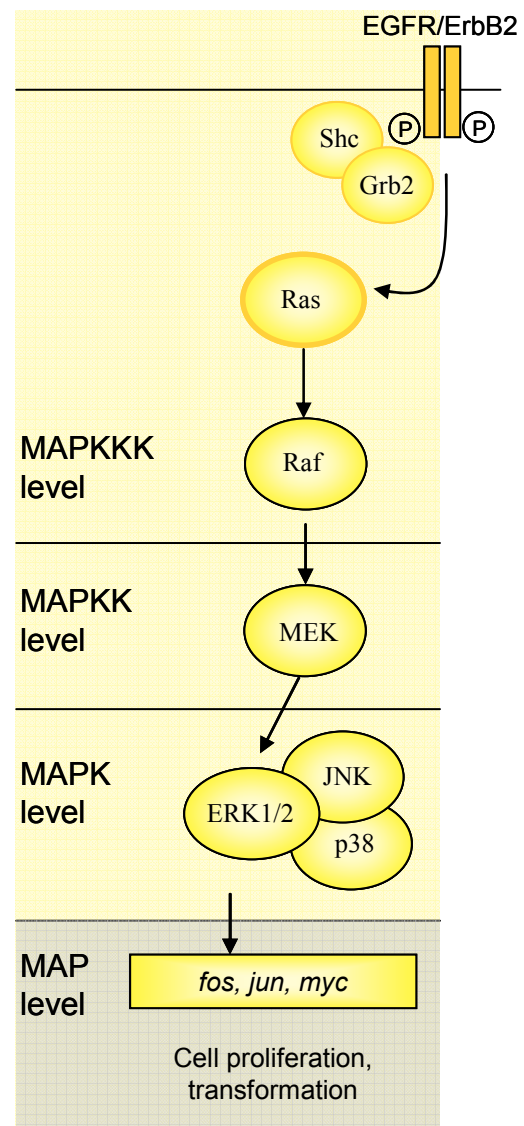 EGFR/ErbB2
P
P
Shc
Grb2
Ras
MAPKKK
level
Raf
MAPKK
level
MEK
MAPK
level
JNK
ERK1/2
p38
MAP
level
fos, jun, myc
Cell proliferation,
transformation